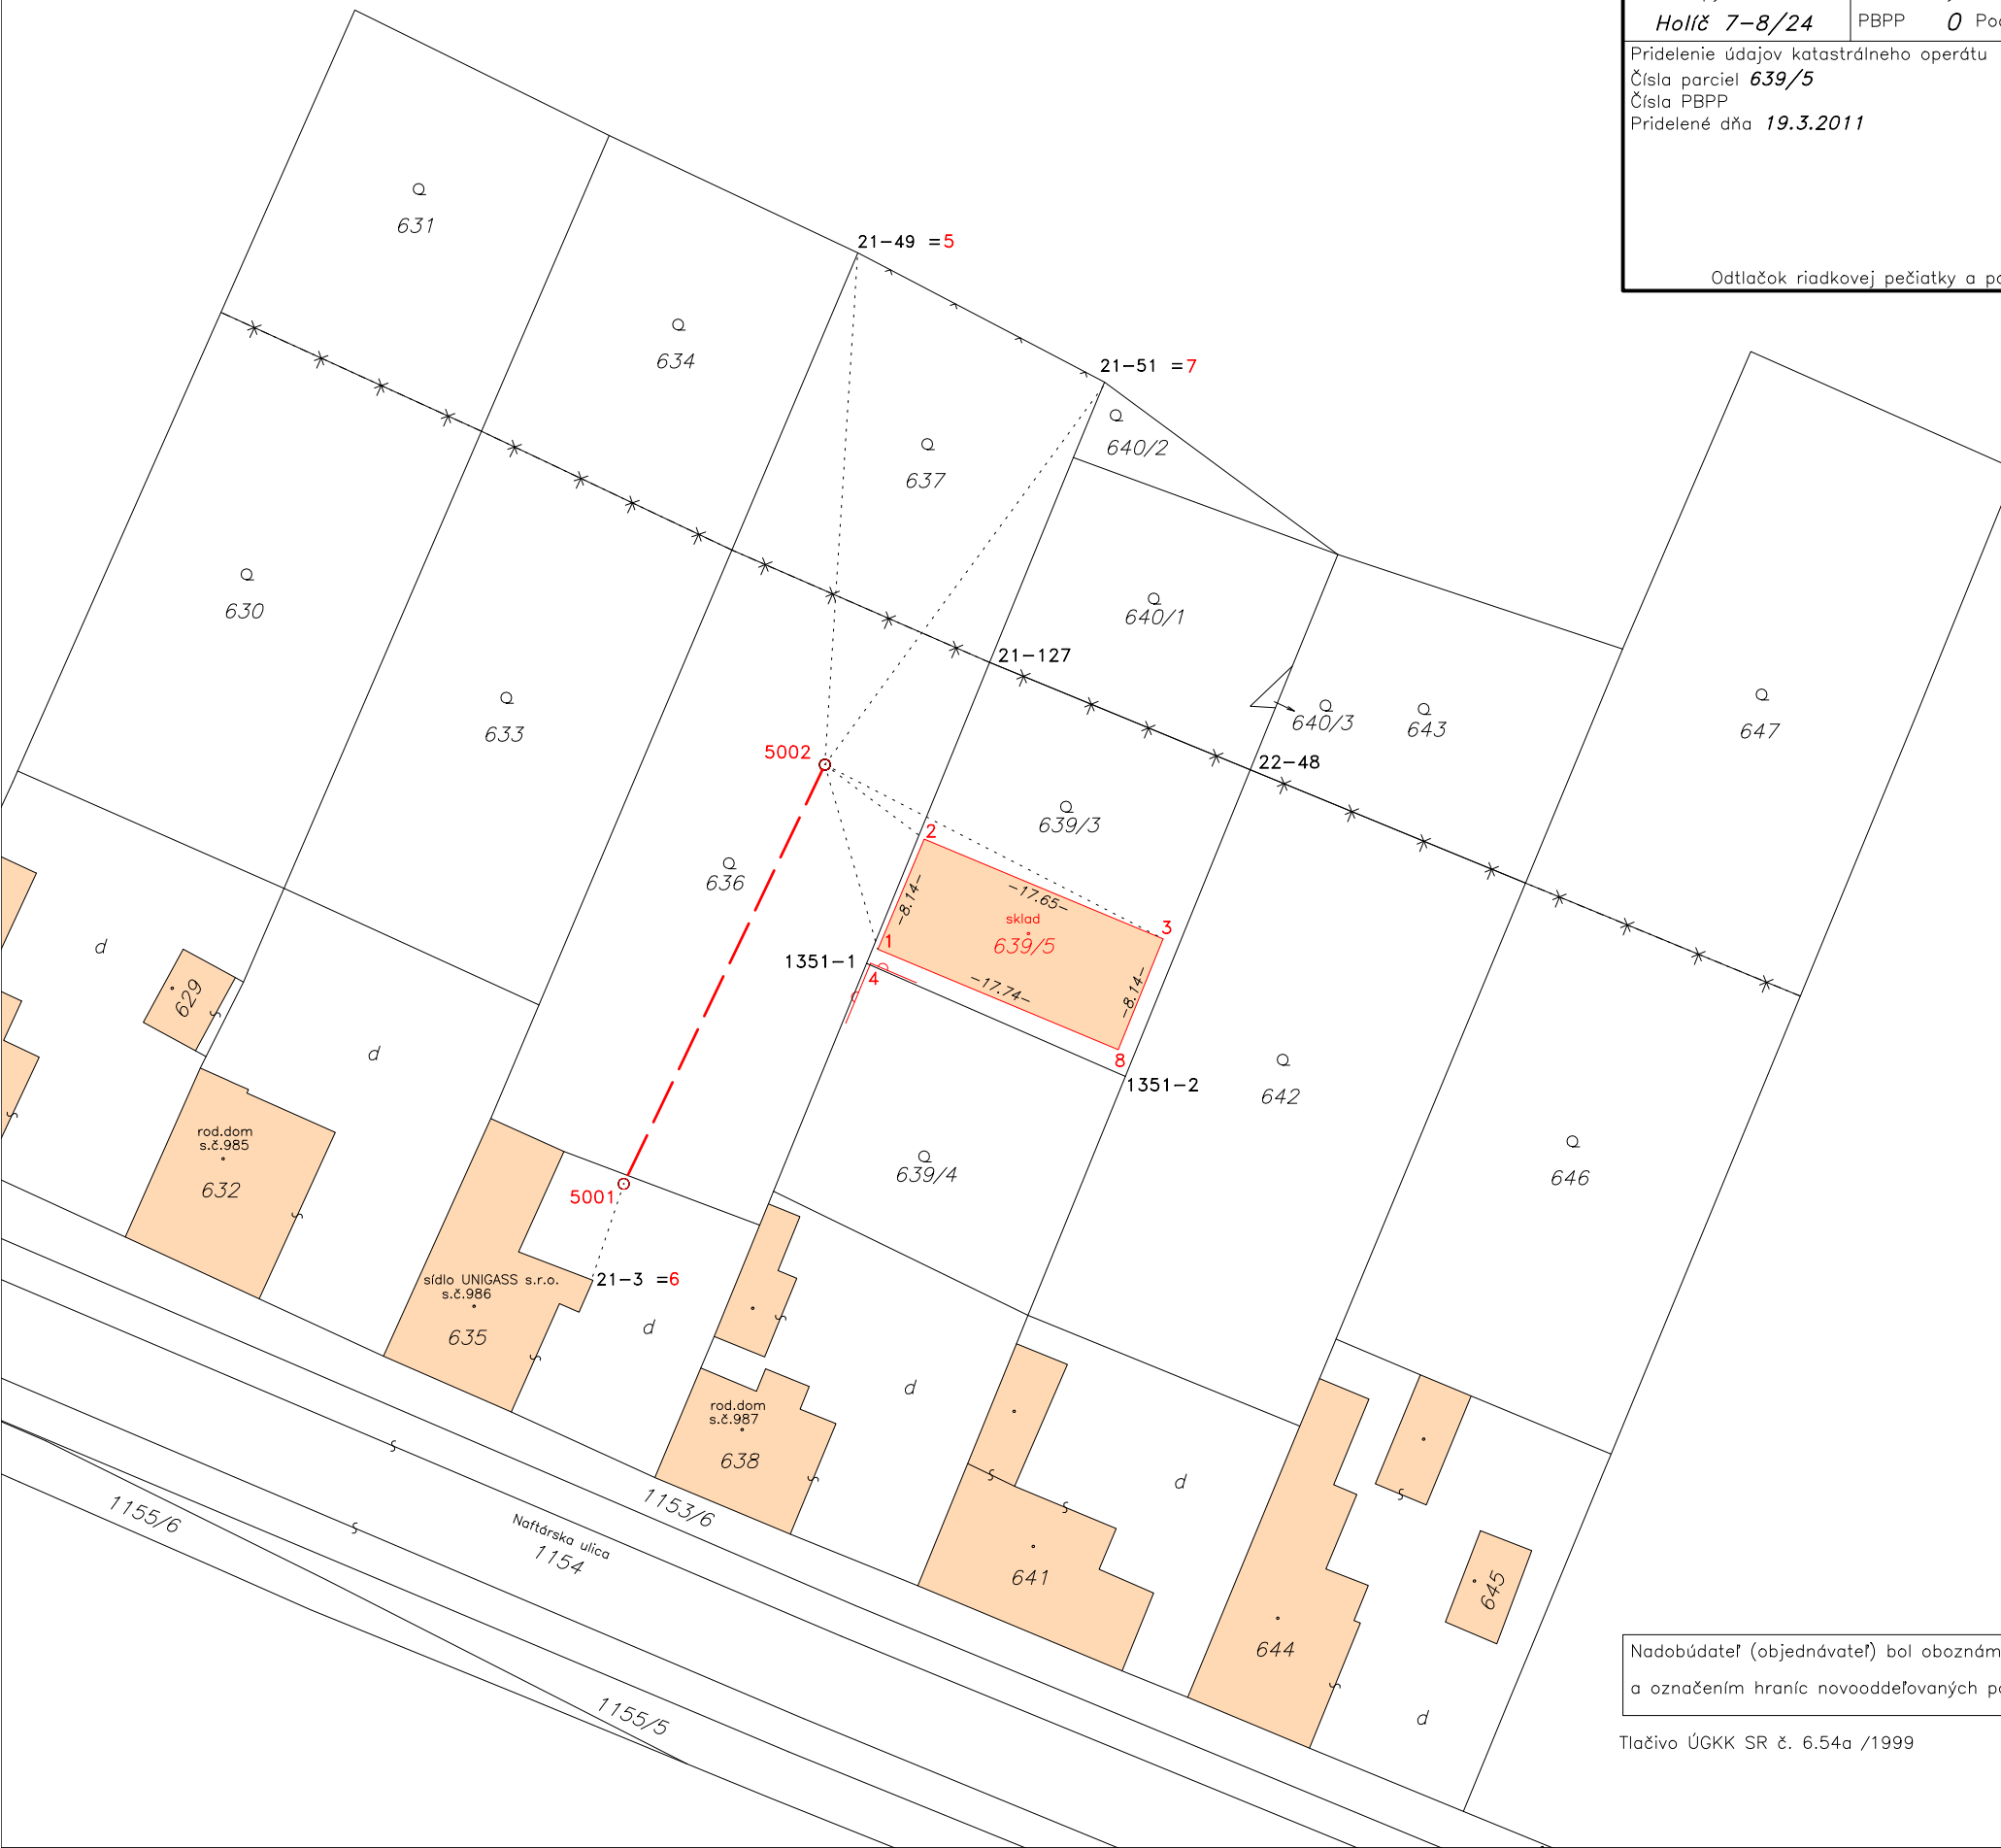 Holíč 7-8/24
PBPP 0
Pridelenie údajov katastrálneho operátu
Čísla parciel 639/5
Čísla PBPP
Pridelené dňa 19.3.2011
Odtlačok riadkovej pečiatky a
631
21-49 =5
634
21-51 =7
640/2
637
630
640/1
21-127
633
640/3
643
647
5002
22-48
639/3
2
636
-8.14-
-17.65-
sklad
3
639/5
1
d
1351-1
4
-17.74-
-8.14-
629
8
d
1351-2
642
rod.dom
s.č.985
632
639/4
646
5001
sídlo UNIGASS s.r.o.
s.č.986
21-3 =6
635
d
d
rod.dom
s.č.987
638
d
1153/6
1155/6
Naftárska ulica
1154
641
645
644
1155/5
d
Nadobúdateľ (objednávateľ) bol
a označením hraníc novooddeľovaných
Tlačivo ÚGKK SR č. 6.54a /1999